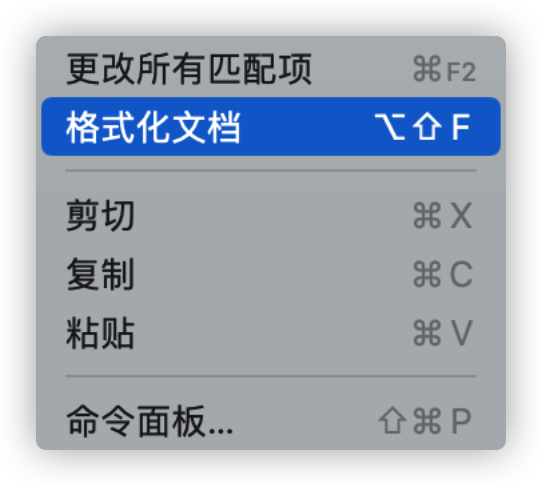 更改所有匹配项 ⌘F2
格式化文档 ⌥⇧F
剪切 ⌘X
复制 ⌘C
粘贴 ⌘V
命令面板... ⇧⌘P